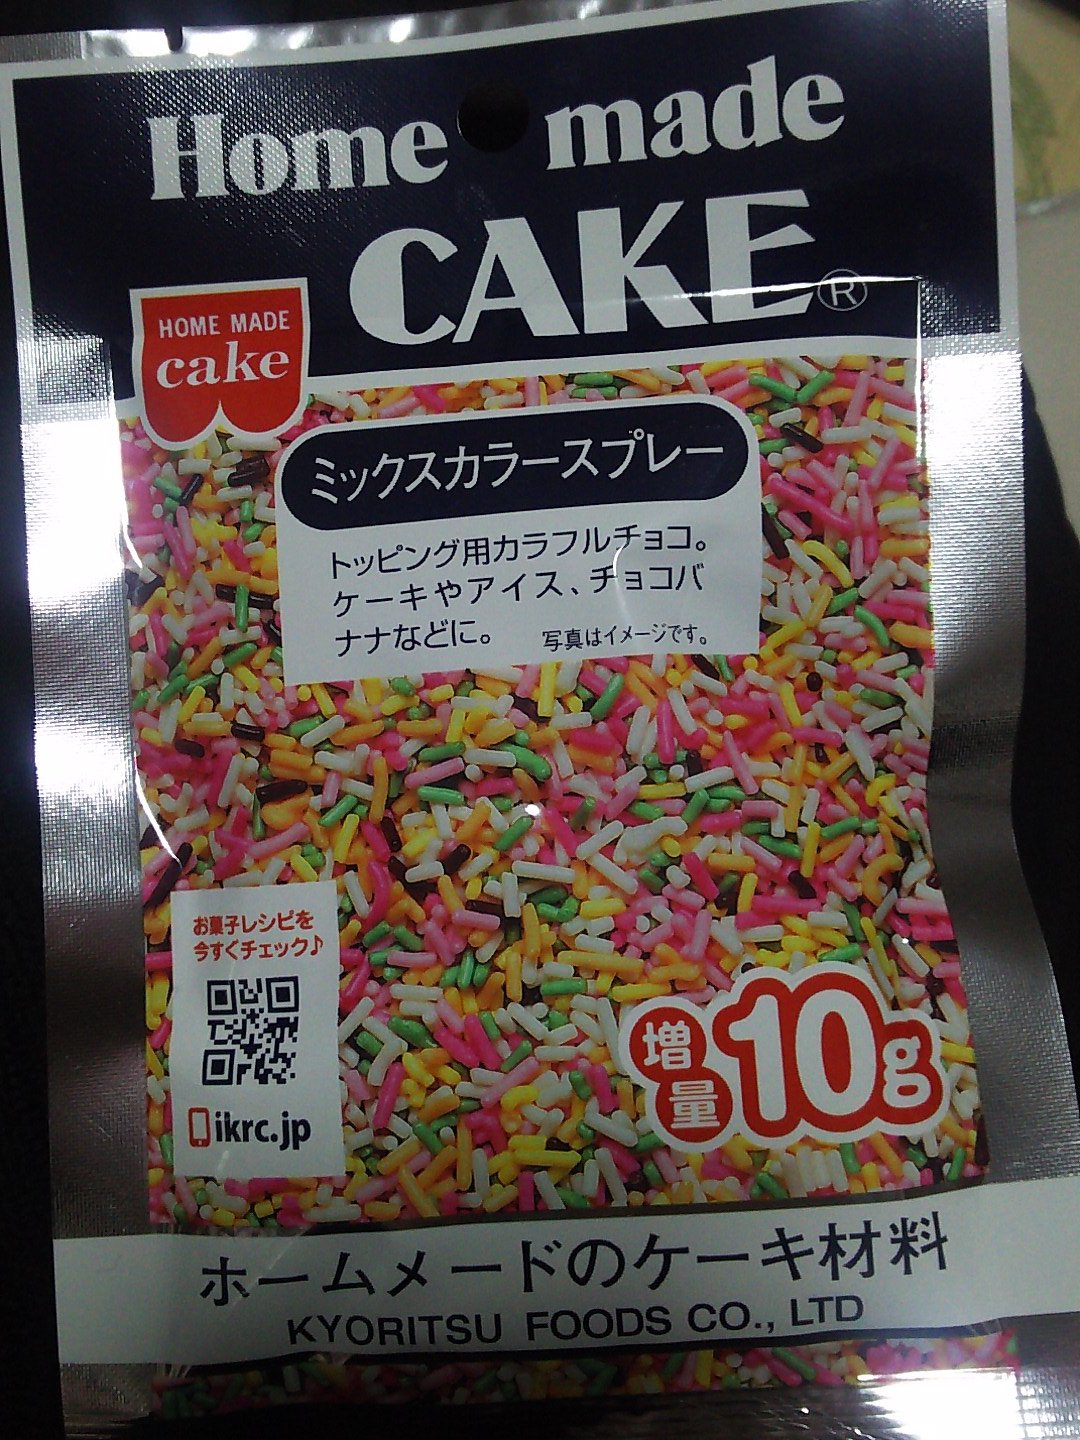 Home made
CAKE®
HOME MADE
cake
ミックスカラースプレー
トッピング用カラフルチョコ。
ケーキやアイス、チョコバ
ナナなどに。
写真はイメージです。
お菓子レシピを
今すぐチェック♪
ikrc.jp
増量 10g
ホームメードのケーキ材料
KYORITSU FOODS CO., LTD